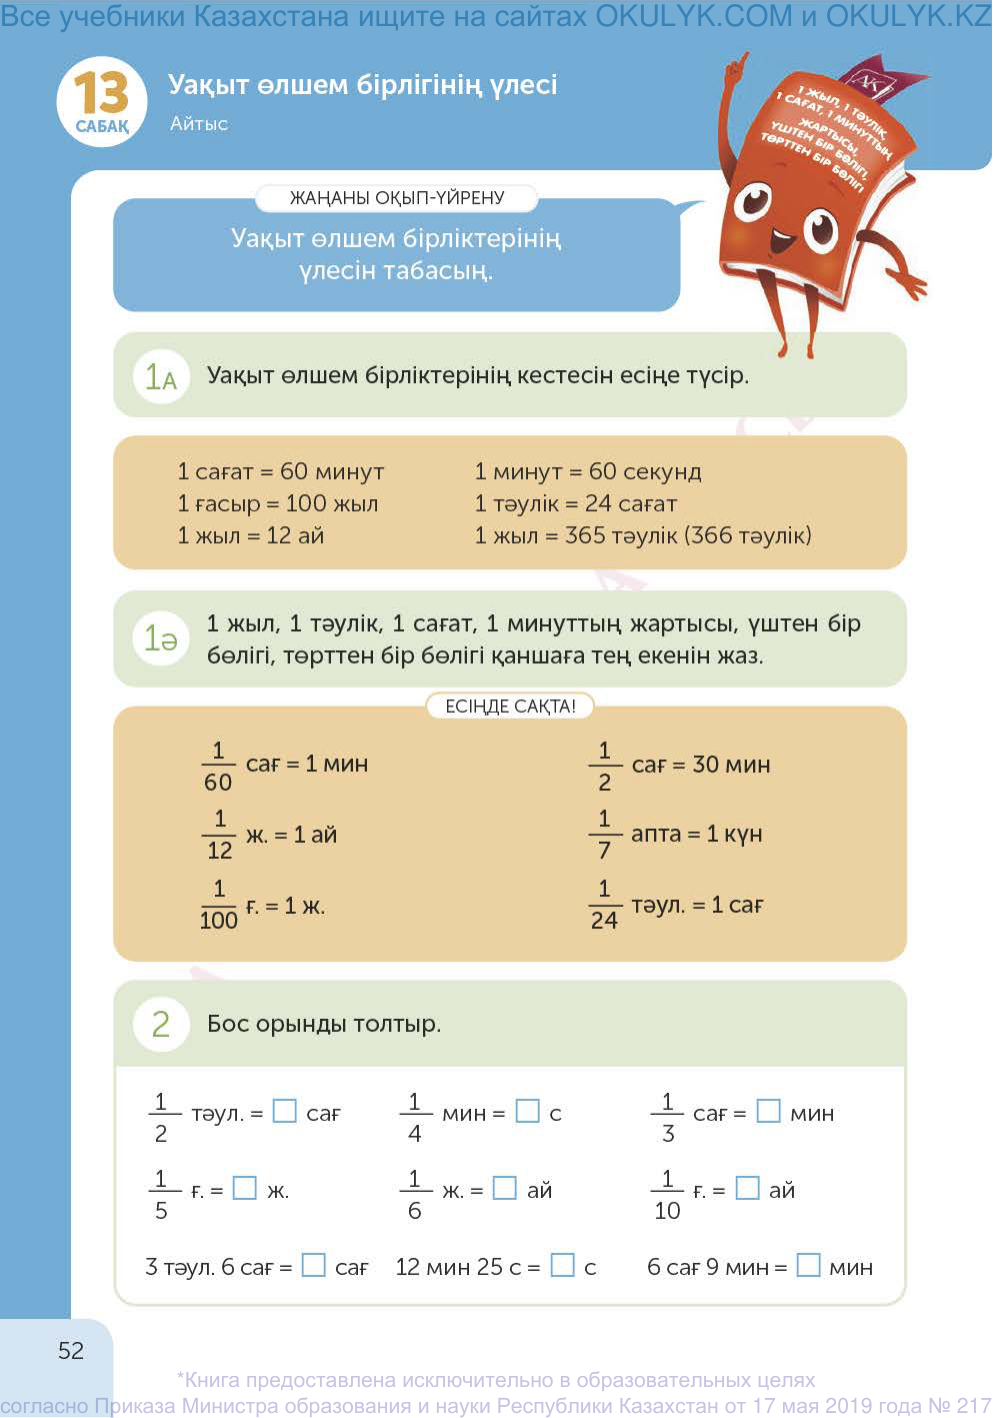 Все учебники Казахстана ищите на сайтах OKULYK.COM и OKULYK.KZ
13
САБАҚ
Уақыт өлшем бірлігінің үлесі
Айтыс
АКЛ
1 ЖЫЛ, 1 ТӘУЛІК,
1 САҒАТ, 1 МИНУТТЫҢ
ЖАРТЫСЫ,
ҮШТЕН БІР БӨЛІГІ,
ТӨРТТЕН БІР БӨЛІГІ
ЖАҢАНЫ ОҚЫП-ҮЙРЕНУ
Уақыт өлшем бірліктерінің
үлесін табасың.
1А Уақыт өлшем бірліктерінің кестесін есіңе түсір.
1 сағат = 60 минут 1 минут = 60 секунд
1 ғасыр = 100 жыл 1 тәулік = 24 сағат
1 жыл = 12 ай 1 жыл = 365 тәулік (366 тәулік)
1ә 1 жыл, 1 тәулік, 1 сағат, 1 минуттың жартысы, үштен бір
бөлігі, төрттен бір бөлігі қаншаға тең екенін жаз.
ЕСІҢДЕ САҚТА!
1/60 сағ = 1 мин 1/2 сағ = 30 мин
1/12 ж. = 1 ай 1/7 апта = 1 күн
1/100 ғ. = 1 ж. 1/24 тәул. = 1 сағ
2 Бос орынды толтыр.
1/2 тәул. = □ сағ 1/4 мин = □ с 1/3 сағ = □ мин
1/5 ғ. = □ ж. 1/6 ж. = □ ай 1/10 ғ. = □ ай
3 тәул. 6 сағ = □ сағ 12 мин 25 с = □ с 6 сағ 9 мин = □ мин
52
*Книга предоставлена исключительно в образовательных целях
согласно Приказа Министра образования и науки Республики Казахстан от 17 мая 2019 года № 217